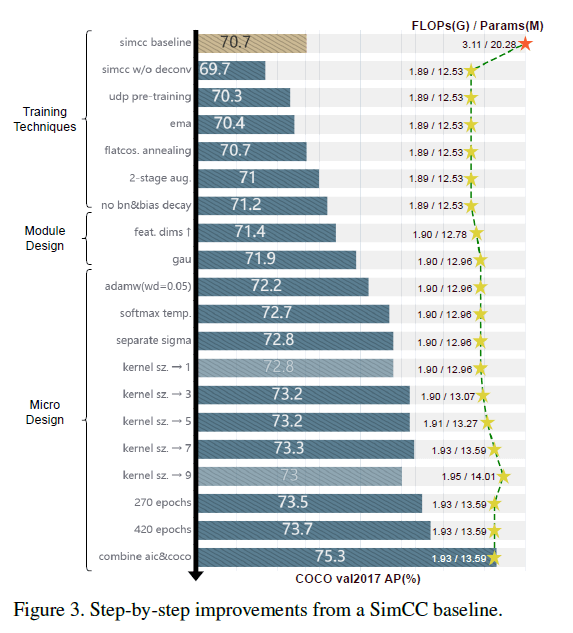 FLOPs(G) / Params(M)
simcc baseline 70.7 3.11 / 20.28
simcc w/o deconv 69.7 1.89 / 12.53
udp pre-training 70.3 1.89 / 12.53
Training
Techniques
ema 70.4 1.89 / 12.53
flatcos. annealing 70.7 1.89 / 12.53
2-stage aug. 71 1.89 / 12.53
no bn&bias decay 71.2 1.89 / 12.53
Module
Design
feat. dims ↑ 71.4 1.90 / 12.78
gau 71.9 1.90 / 12.96
adamw(wd=0.05) 72.2 1.90 / 12.96
softmax temp. 72.7 1.90 / 12.96
separate sigma 72.8 1.90 / 12.96
kernel sz. → 1 72.8 1.90 / 12.96
kernel sz. → 3 73.2 1.90 / 13.07
Micro
Design
kernel sz. → 5 73.2 1.91 / 13.27
kernel sz. → 7 73.3 1.93 / 13.59
kernel sz. → 9 73 1.95 / 14.01
270 epochs 73.5 1.93 / 13.59
420 epochs 73.7 1.93 / 13.59
combine aic&coco 75.3 1.93 / 13.59
COCO val2017 AP(%)
Figure 3. Step-by-step improvements from a SimCC baseline.